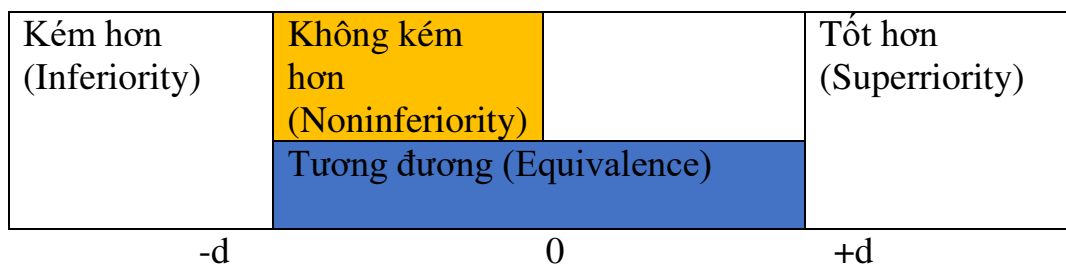 Kém hơn
(Inferiority)
Không kém
hơn
(Noninferiority)
Tốt hơn
(Superriority)
Tương đương (Equivalence)
-d
0
+d